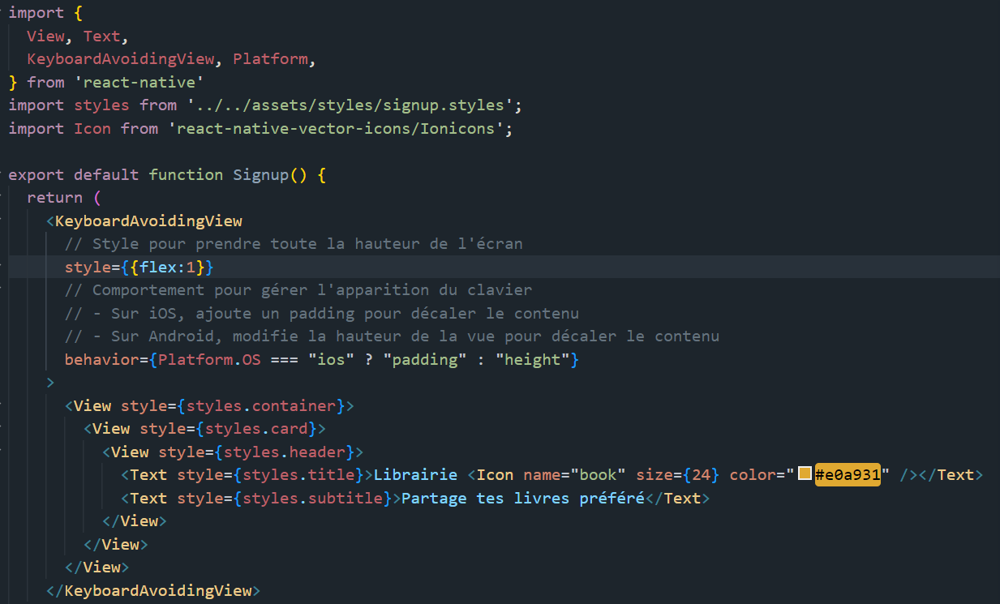 import {
  View, Text,
  KeyboardAvoidingView, Platform,
} from 'react-native'
import styles from '../../assets/styles/signup.styles';
import Icon from 'react-native-vector-icons/Ionicons';

export default function Signup() {
  return (
    <KeyboardAvoidingView
      // Style pour prendre toute la hauteur de l'écran
      style={{flex:1}}
      // Comportement pour gérer l'apparition du clavier
      // - Sur iOS, ajoute un padding pour décaler le contenu
      // - Sur Android, modifie la hauteur de la vue pour décaler le contenu
      behavior={Platform.OS === "ios" ? "padding" : "height"}
    >
      <View style={styles.container}>
        <View style={styles.card}>
          <View style={styles.header}>
            <Text style={styles.title}>Librairie <Icon name="book" size={24} color="#e0a931" /></Text>
            <Text style={styles.subtitle}>Partage tes livres préféré</Text>
          </View>
        </View>
      </View>
    </KeyboardAvoidingView>